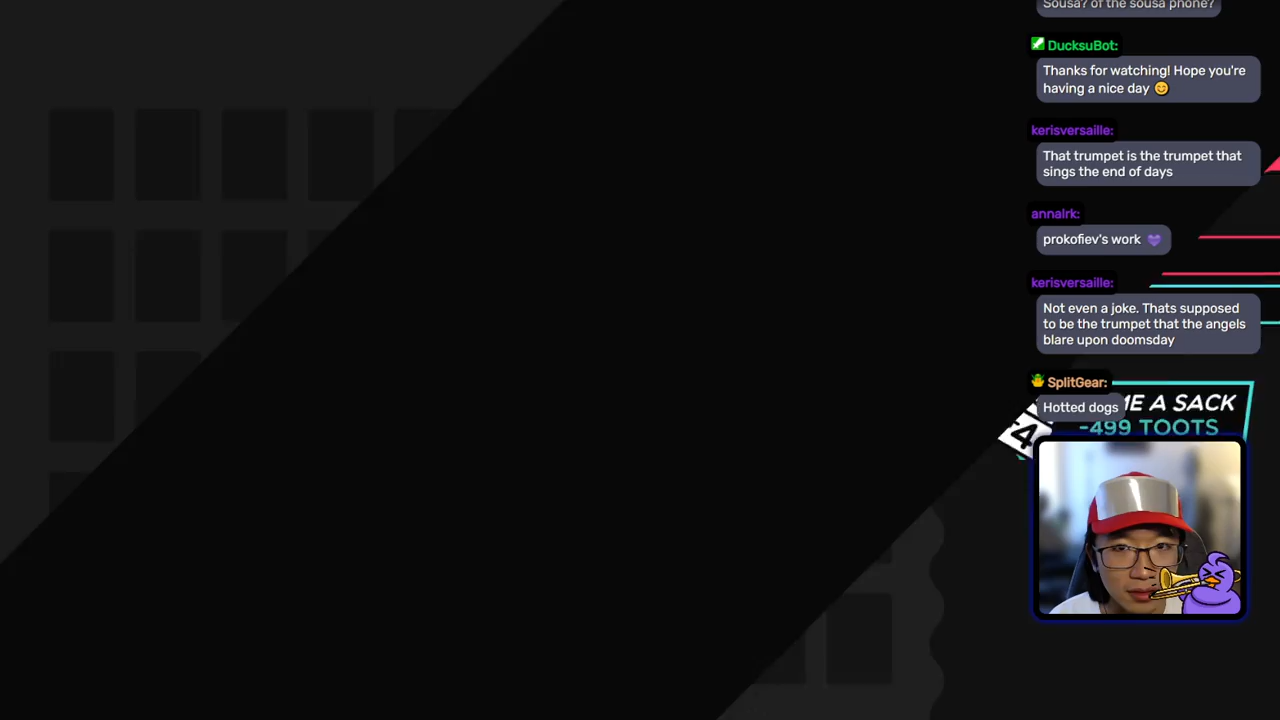 Sousa? of the sousa phone?
DucksuBot:
Thanks for watching! Hope you're
having a nice day 😊
kerisversaille:
That trumpet is the trumpet that
sings the end of days
annalrk:
prokofiev's work 💜
kerisversaille:
Not even a joke. Thats supposed
to be the trumpet that the angels
blare upon doomsday
SplitGear:
Hotted dogs
ME A SACK
-499 TOOTS
4